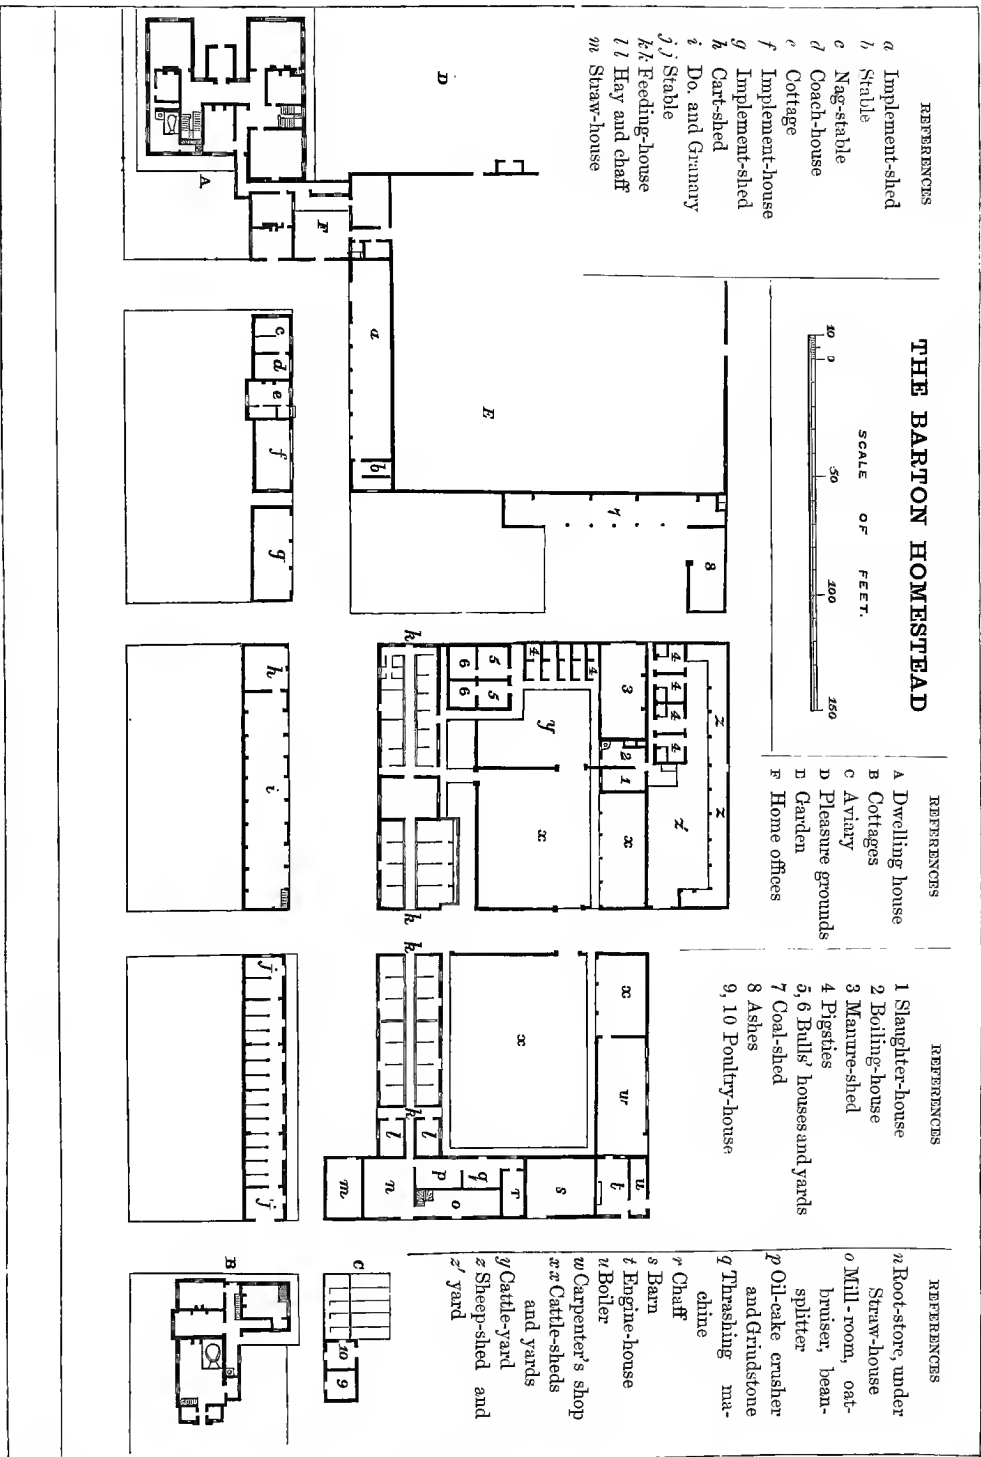 THE BARTON HOMESTEAD
SCALE OF FEET.
10 0 50 100 150
REFERENCES
a Implement-shed
b Stable
c Nag-stable
d Coach-house
e Cottage
f Implement-house
g Implement-shed
h Cart-shed
i Do. and Granary
j j Stable
k k Feeding-house
l l Hay and chaff
m Straw-house
REFERENCES
A Dwelling house
B Cottages
C Aviary
D Pleasure grounds
E Garden
F Home offices
REFERENCES
1 Slaughter-house
2 Boiling-house
3 Manure-shed
4 Pigsties
5, 6 Bulls' houses and yards
7 Coal-shed
8 Ashes
9, 10 Poultry-house
REFERENCES
n Root-store, under
Straw-house
o Mill-room, oat-
bruiser, bean-
splitter
p Oil-cake crusher
and Grindstone
q Thrashing ma-
chine
r Chaff
s Barn
t Engine-house
u Boiler
w Carpenter's shop
x x Cattle-sheds
and yards
y Cattle-yard
z Sheep-shed and
z' yard
D
E
A
F
a
b
7
8
c
d
e
f
g
k
6
6
5
5
4
4
3
2
1
4
4
4
4
z
z
z'
y
x
x
k
h
i
k
x
x
w
k
l
l
m
n
o
p
q
r
s
t
u
j
j
B
C
10
9